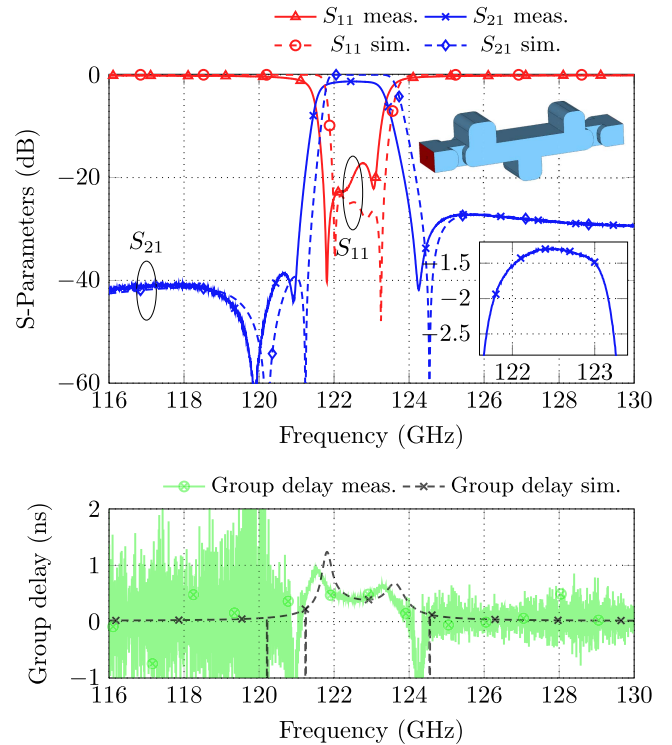 S11 meas. S21 meas.
S11 sim. S21 sim.
0
−20
−40
−60
S-Parameters (dB)
S21
S11
−1.5
−2
−2.5
122 123
116 118 120 122 124 126 128 130
Frequency (GHz)
Group delay meas. Group delay sim.
2
1
0
−1
Group delay (ns)
116 118 120 122 124 126 128 130
Frequency (GHz)